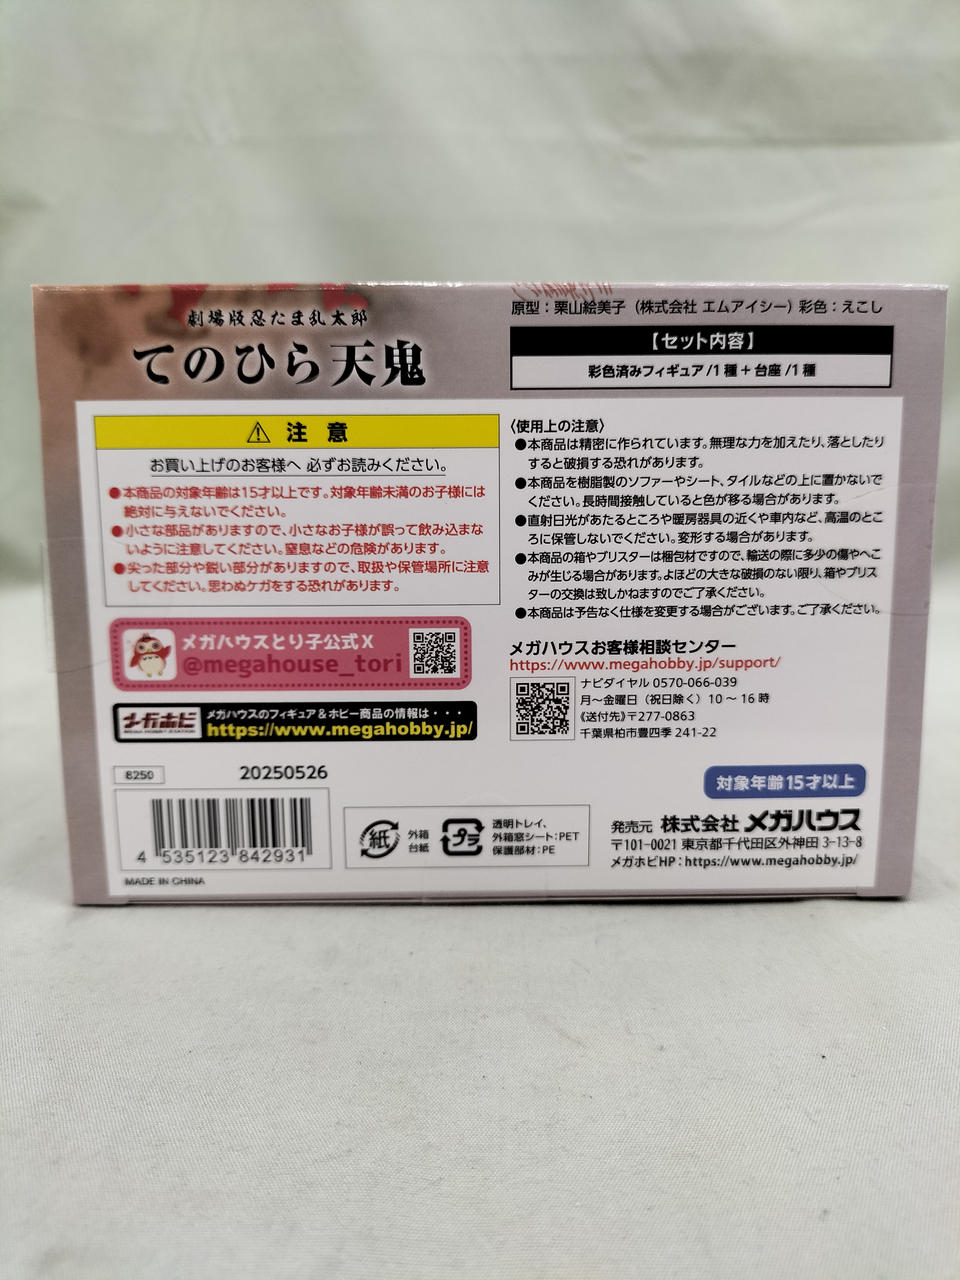 劇場版忍たま乱太郎
てのひら天鬼
⚠ 注 意
お買い上げのお客様へ 必ずお読みください。
●本商品の対象年齢は15才以上です。対象年齢未満のお子様には
絶対に与えないでください。
●小さな部品がありますので、小さなお子様が誤って飲み込まな
いように注意してください。窒息などの危険があります。
●尖った部分や鋭い部分がありますので、取扱や保管場所に注意
してください。思わぬケガをする恐れがあります。
メガハウスとり子公式X
@megahouse_tori
メガホビ
MEGA HOBBY STATION
メガハウスのフィギュア&ホビー商品の情報は・・・
https://www.megahobby.jp/
8250
20250526
4 535123 842931
MADE IN CHINA
紙
外箱
台紙
プラ
透明トレイ、
外箱窓シート:PET
保護部材:PE
原型:栗山絵美子(株式会社 エムアイシー) 彩色:えこし
【セット内容】
彩色済みフィギュア/1種+台座/1種
〈使用上の注意〉
●本商品は精密に作られています。無理な力を加えたり、落としたり
すると破損する恐れがあります。
●本商品を樹脂製のソファーやシート、タイルなどの上に置かないで
ください。長時間接触していると色が移る場合があります。
●直射日光があたるところや暖房器具の近くや車内など、高温のとこ
ろに保管しないでください。変形する場合があります。
●本商品の箱やブリスターは梱包材ですので、輸送の際に多少の傷やへこ
みが生じる場合があります。よほどの大きな破損のない限り、箱やブリス
ターの交換は致しかねますのでご了承ください。
●本商品は予告なく仕様を変更する場合がございます。ご了承ください。
メガハウスお客様相談センター
https://www.megahobby.jp/support/
ナビダイヤル 0570-066-039
月〜金曜日(祝日除く)10〜16時
《送付先》〒277-0863
千葉県柏市豊四季 241-22
対象年齢15才以上
発売元 株式会社メガハウス
〒101-0021 東京都千代田区外神田 3-13-8
メガホビHP:https://www.megahobby.jp/